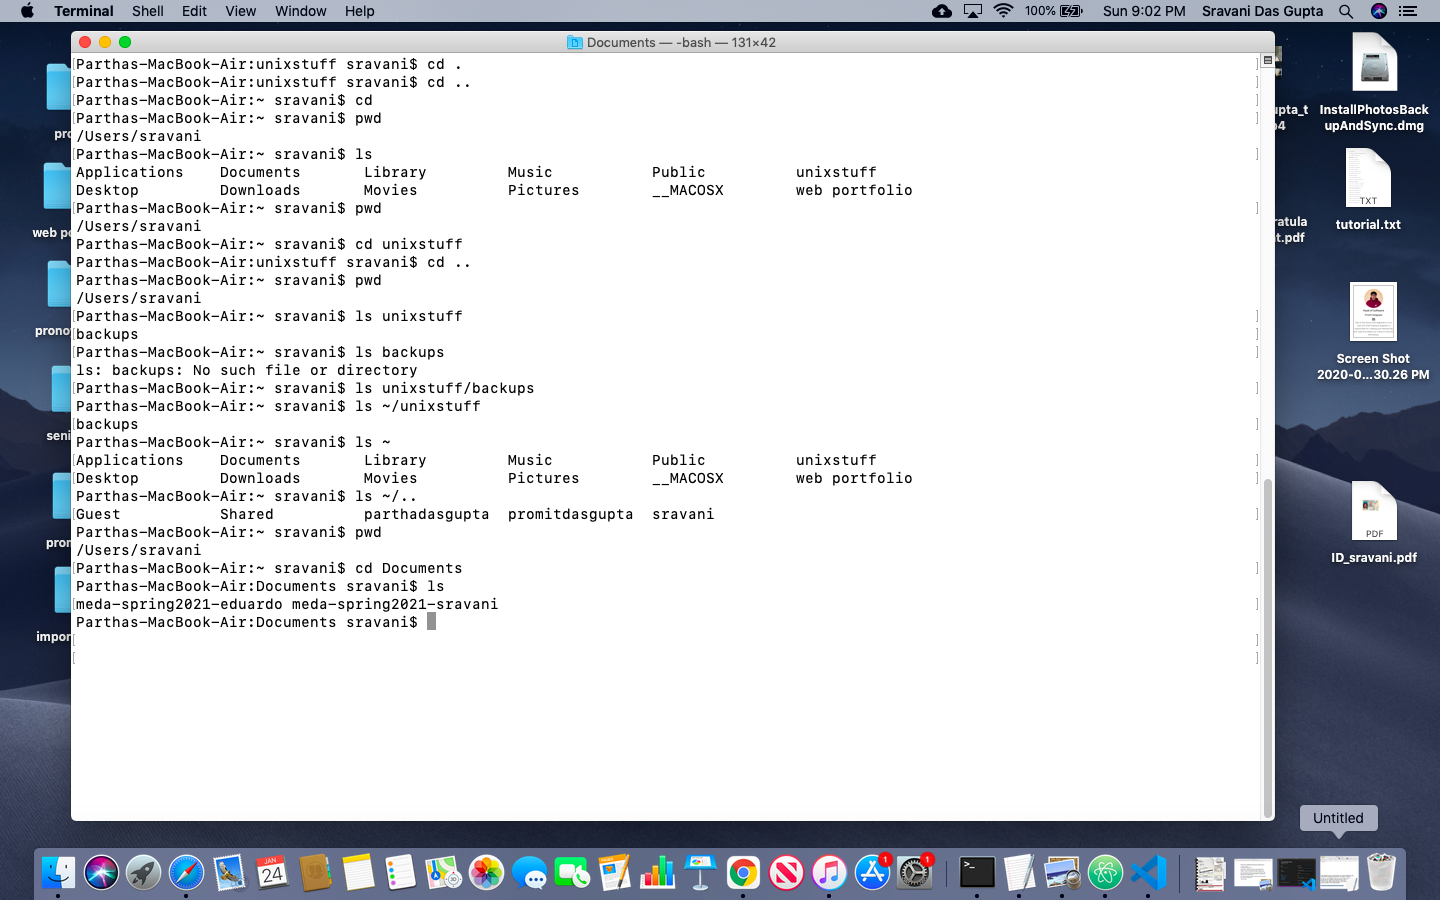 Terminal Shell Edit View Window Help 100% Sun 9:02 PM Sravani Das Gupta
Documents — -bash — 131×42
Parthas-MacBook-Air:unixstuff sravani$ cd .
Parthas-MacBook-Air:unixstuff sravani$ cd ..
Parthas-MacBook-Air:~ sravani$ cd
Parthas-MacBook-Air:~ sravani$ pwd
/Users/sravani
Parthas-MacBook-Air:~ sravani$ ls
Applications Documents Library Music Public unixstuff
Desktop Downloads Movies Pictures __MACOSX web portfolio
Parthas-MacBook-Air:~ sravani$ pwd
/Users/sravani
Parthas-MacBook-Air:~ sravani$ cd unixstuff
Parthas-MacBook-Air:unixstuff sravani$ cd ..
Parthas-MacBook-Air:~ sravani$ pwd
/Users/sravani
Parthas-MacBook-Air:~ sravani$ ls unixstuff
backups
Parthas-MacBook-Air:~ sravani$ ls backups
ls: backups: No such file or directory
Parthas-MacBook-Air:~ sravani$ ls unixstuff/backups
Parthas-MacBook-Air:~ sravani$ ls ~/unixstuff
backups
Parthas-MacBook-Air:~ sravani$ ls ~
Applications Documents Library Music Public unixstuff
Desktop Downloads Movies Pictures __MACOSX web portfolio
Parthas-MacBook-Air:~ sravani$ ls ~/..
Guest Shared parthadasgupta promitdasgupta sravani
Parthas-MacBook-Air:~ sravani$ pwd
/Users/sravani
Parthas-MacBook-Air:~ sravani$ cd Documents
Parthas-MacBook-Air:Documents sravani$ ls
meda-spring2021-eduardo meda-spring2021-sravani
Parthas-MacBook-Air:Documents sravani$
pro
web po
prono
seni
pro
impor
upta_t
p4
ratula
t.pdf
InstallPhotosBack
upAndSync.dmg
TXT
tutorial.txt
Screen Shot
2020-0...30.26 PM
PDF
ID_sravani.pdf
Untitled
JAN
24
1
1